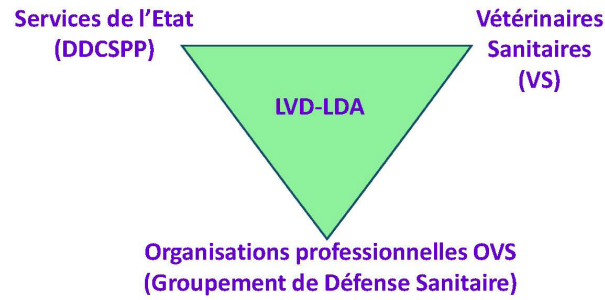 Services de l'Etat
(DDCSPP)
Vétérinaires
Sanitaires
(VS)
LVD-LDA
Organisations professionnelles OVS
(Groupement de Défense Sanitaire)